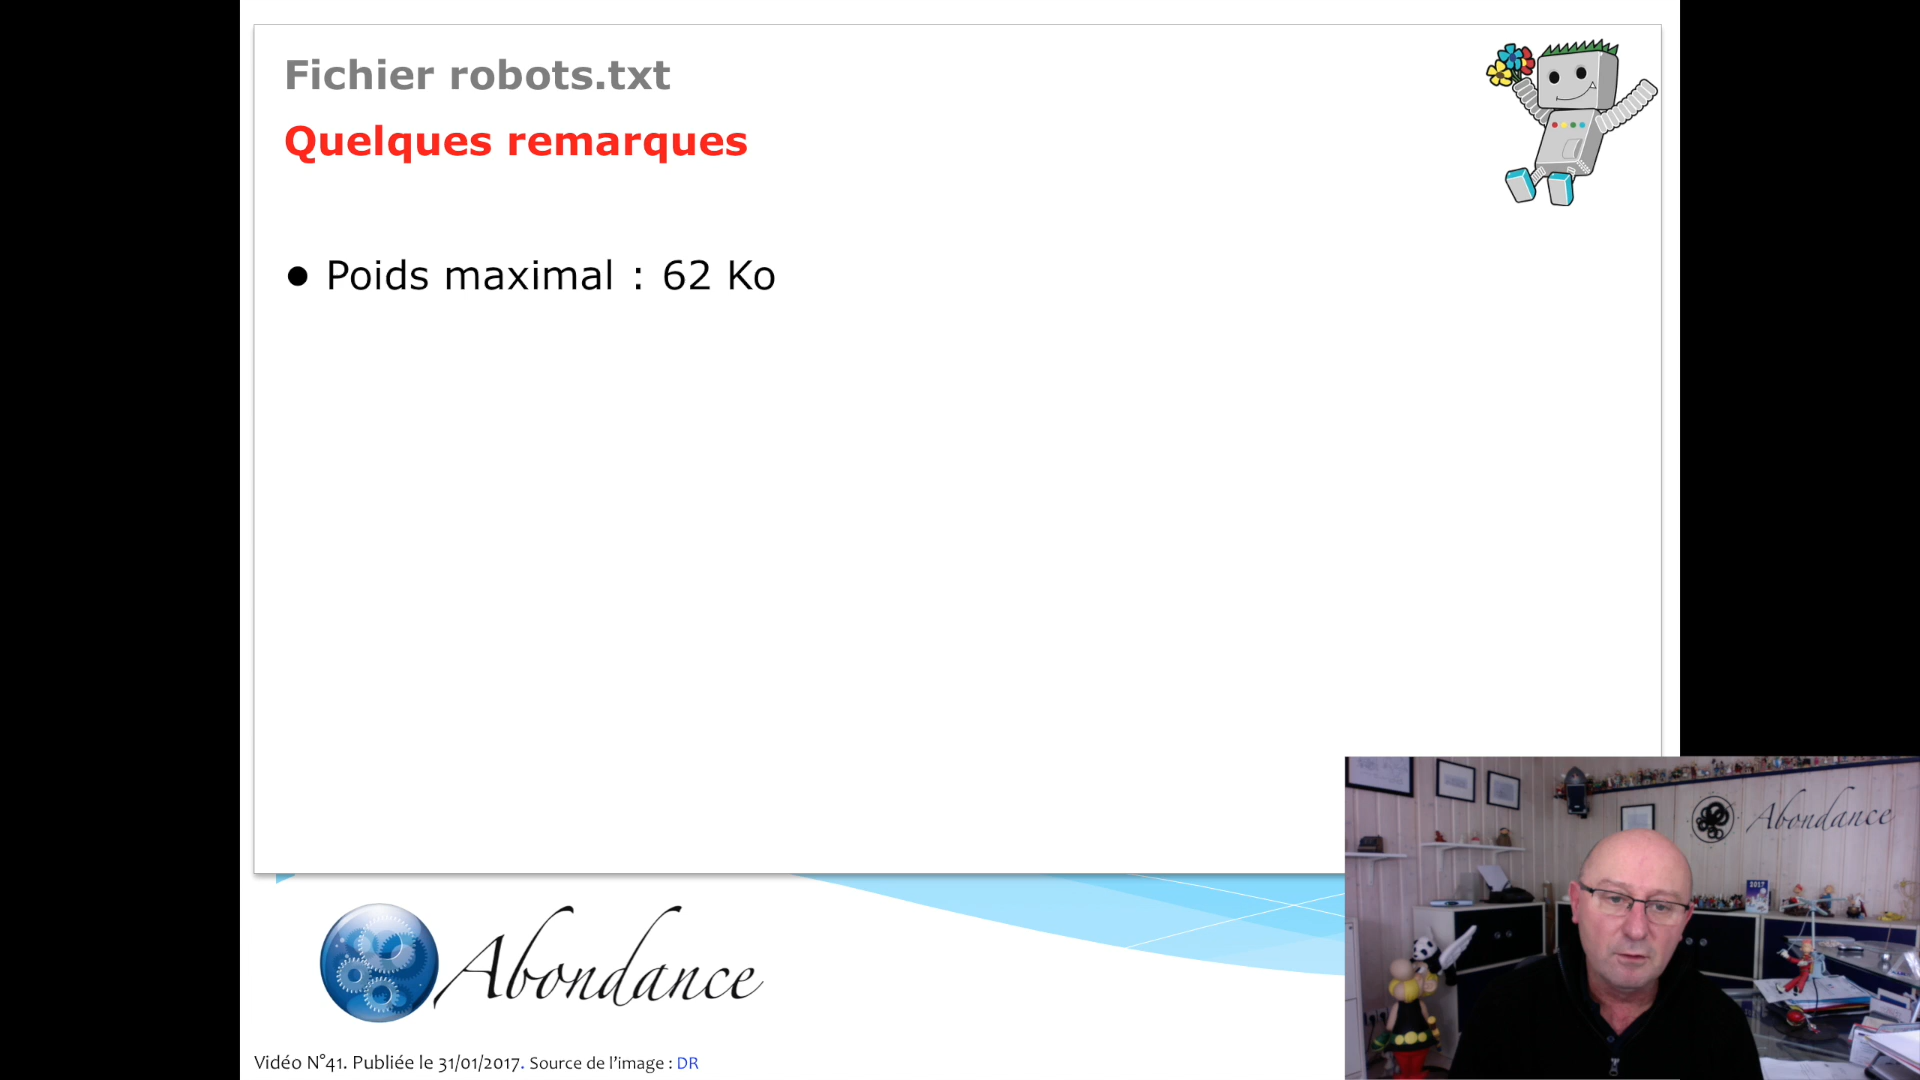 Fichier robots.txt
Quelques remarques
● Poids maximal : 62 Ko
Abondance
2017
Abondance
Vidéo N°41. Publiée le 31/01/2017. Source de l'image : DR